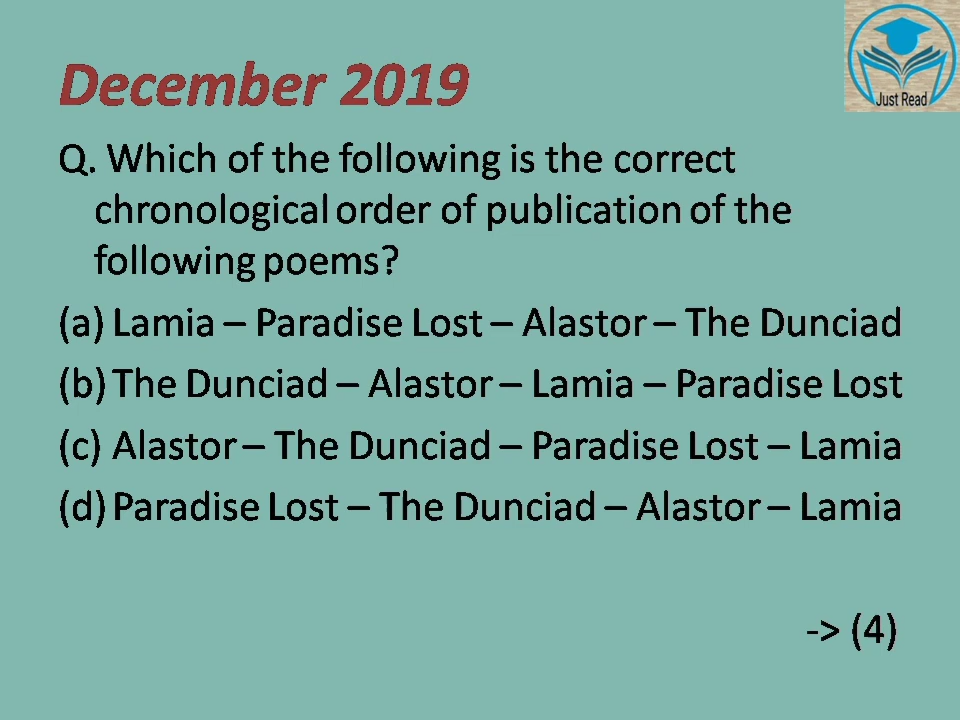 Just Read
December 2019
Q. Which of the following is the correct
chronological order of publication of the
following poems?
(a) Lamia – Paradise Lost – Alastor – The Dunciad
(b) The Dunciad – Alastor – Lamia – Paradise Lost
(c) Alastor – The Dunciad – Paradise Lost – Lamia
(d) Paradise Lost – The Dunciad – Alastor – Lamia
-> (4)